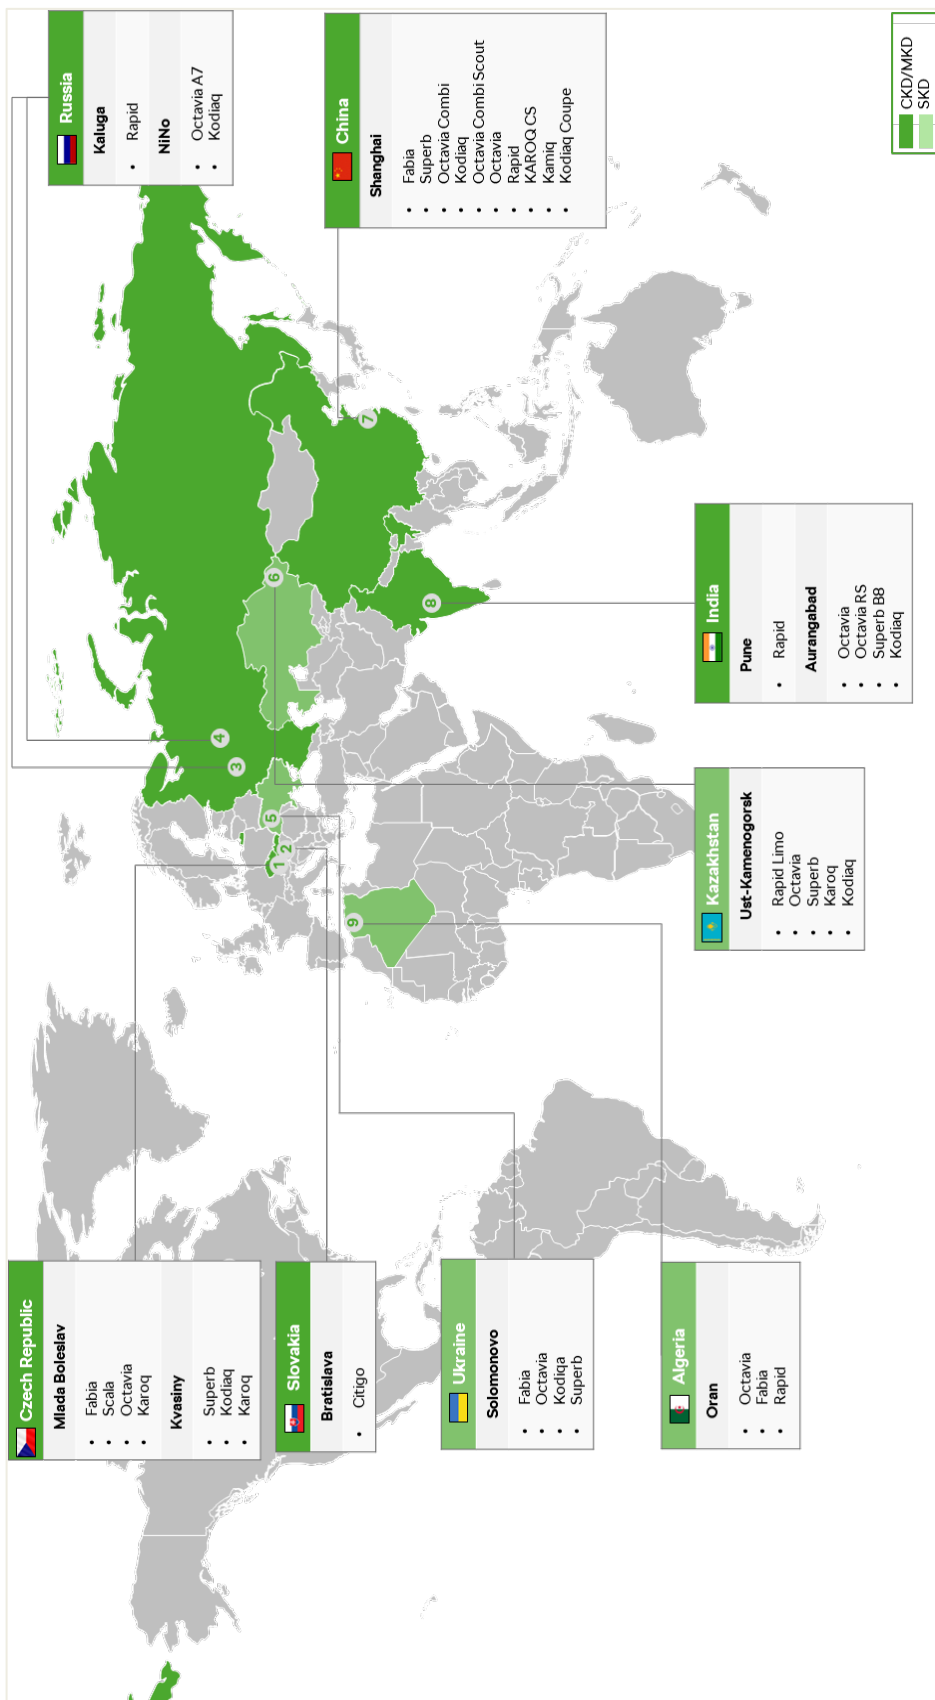 Czech Republic
Mlada Boleslav
• Fabia
• Scala
• Octavia
• Karoq
Kvasiny
• Superb
• Kodiaq
• Karoq
Slovakia
Bratislava
• Citigo
Ukraine
Solomonovo
• Fabia
• Octavia
• Kodiqa
• Superb
Algeria
Oran
• Octavia
• Fabia
• Rapid
Russia
Kaluga
• Rapid
NiNo
• Octavia A7
• Kodiaq
China
Shanghai
• Fabia
• Superb
• Octavia Combi
• Kodiaq
• Octavia Combi Scout
• Octavia
• Rapid
• KAROQ CS
• Kamiq
• Kodiaq Coupe
India
Pune
• Rapid
Aurangabad
• Octavia
• Octavia RS
• Superb B8
• Kodiaq
Kazakhstan
Ust-Kamenogorsk
• Rapid Limo
• Octavia
• Superb
• Karoq
• Kodiaq
1
2
3
4
5
6
7
8
9
CKD/MKD
SKD